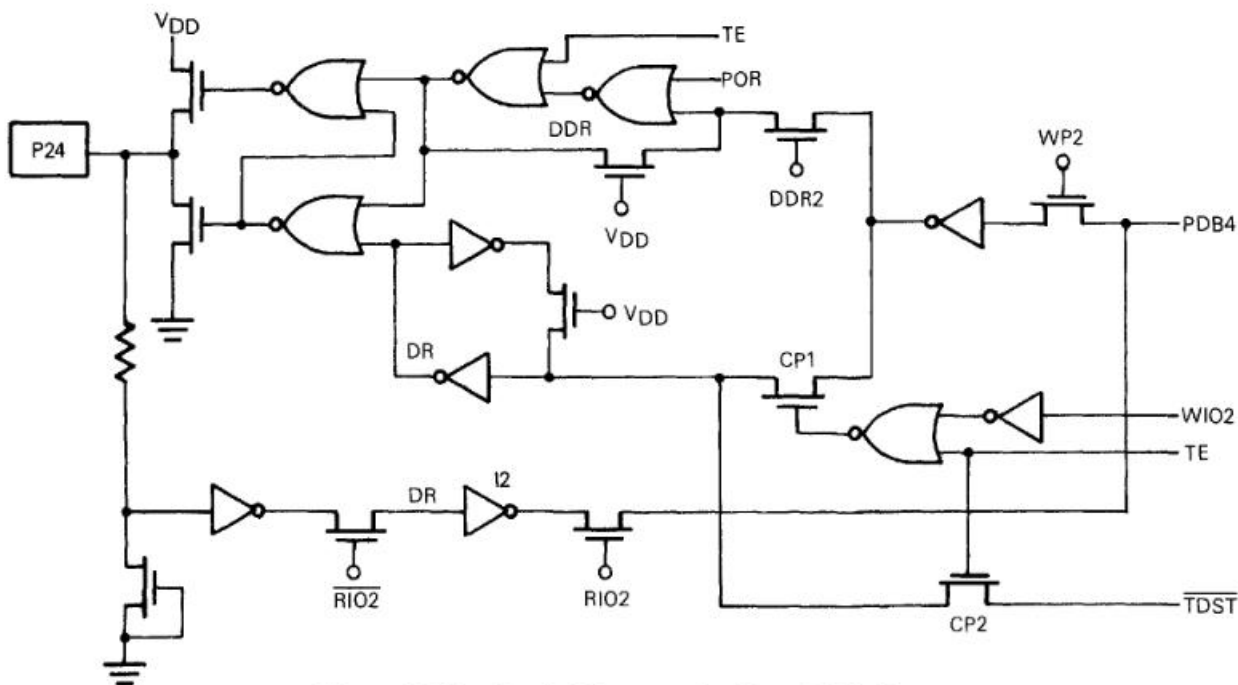 VDD
TE
POR
DDR
WP2
P24
DDR2
VDD
PDB4
VDD
DR
CP1
WIO2
TE
I2
DR
RIO2
RIO2
TDST
CP2